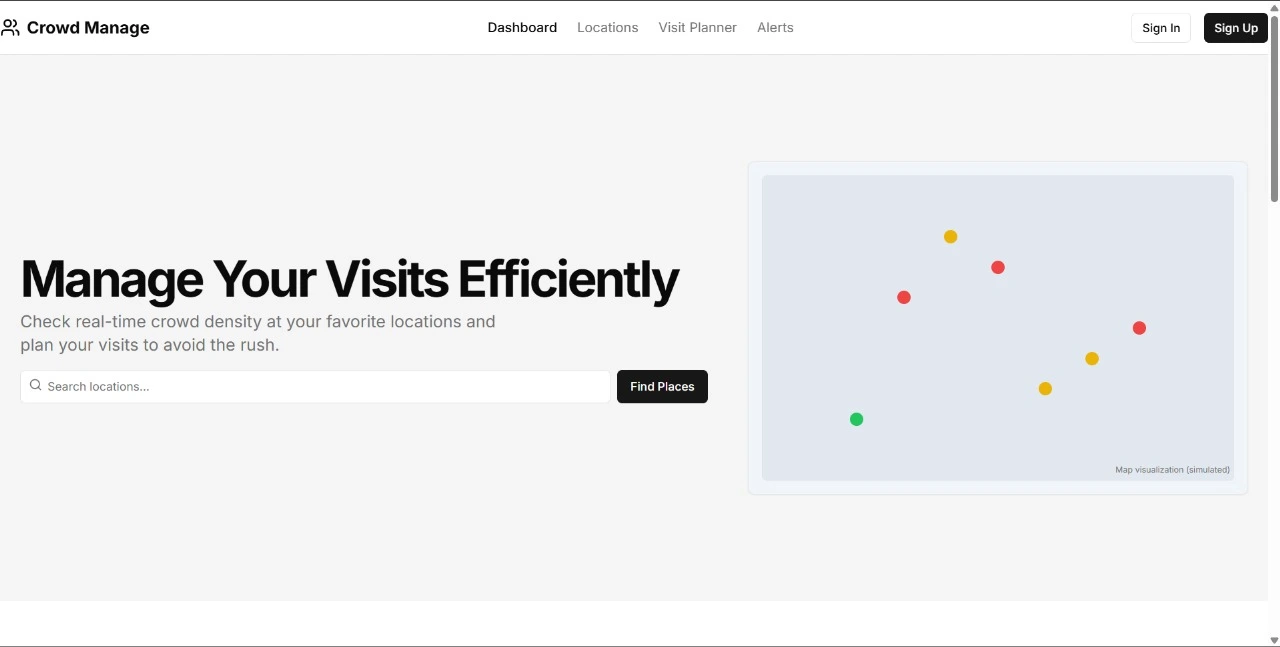 Crowd Manage
Dashboard Locations Visit Planner Alerts
Sign In Sign Up
Manage Your Visits Efficiently
Check real-time crowd density at your favorite locations and
plan your visits to avoid the rush.
Search locations...
Find Places
Map visualization (simulated)